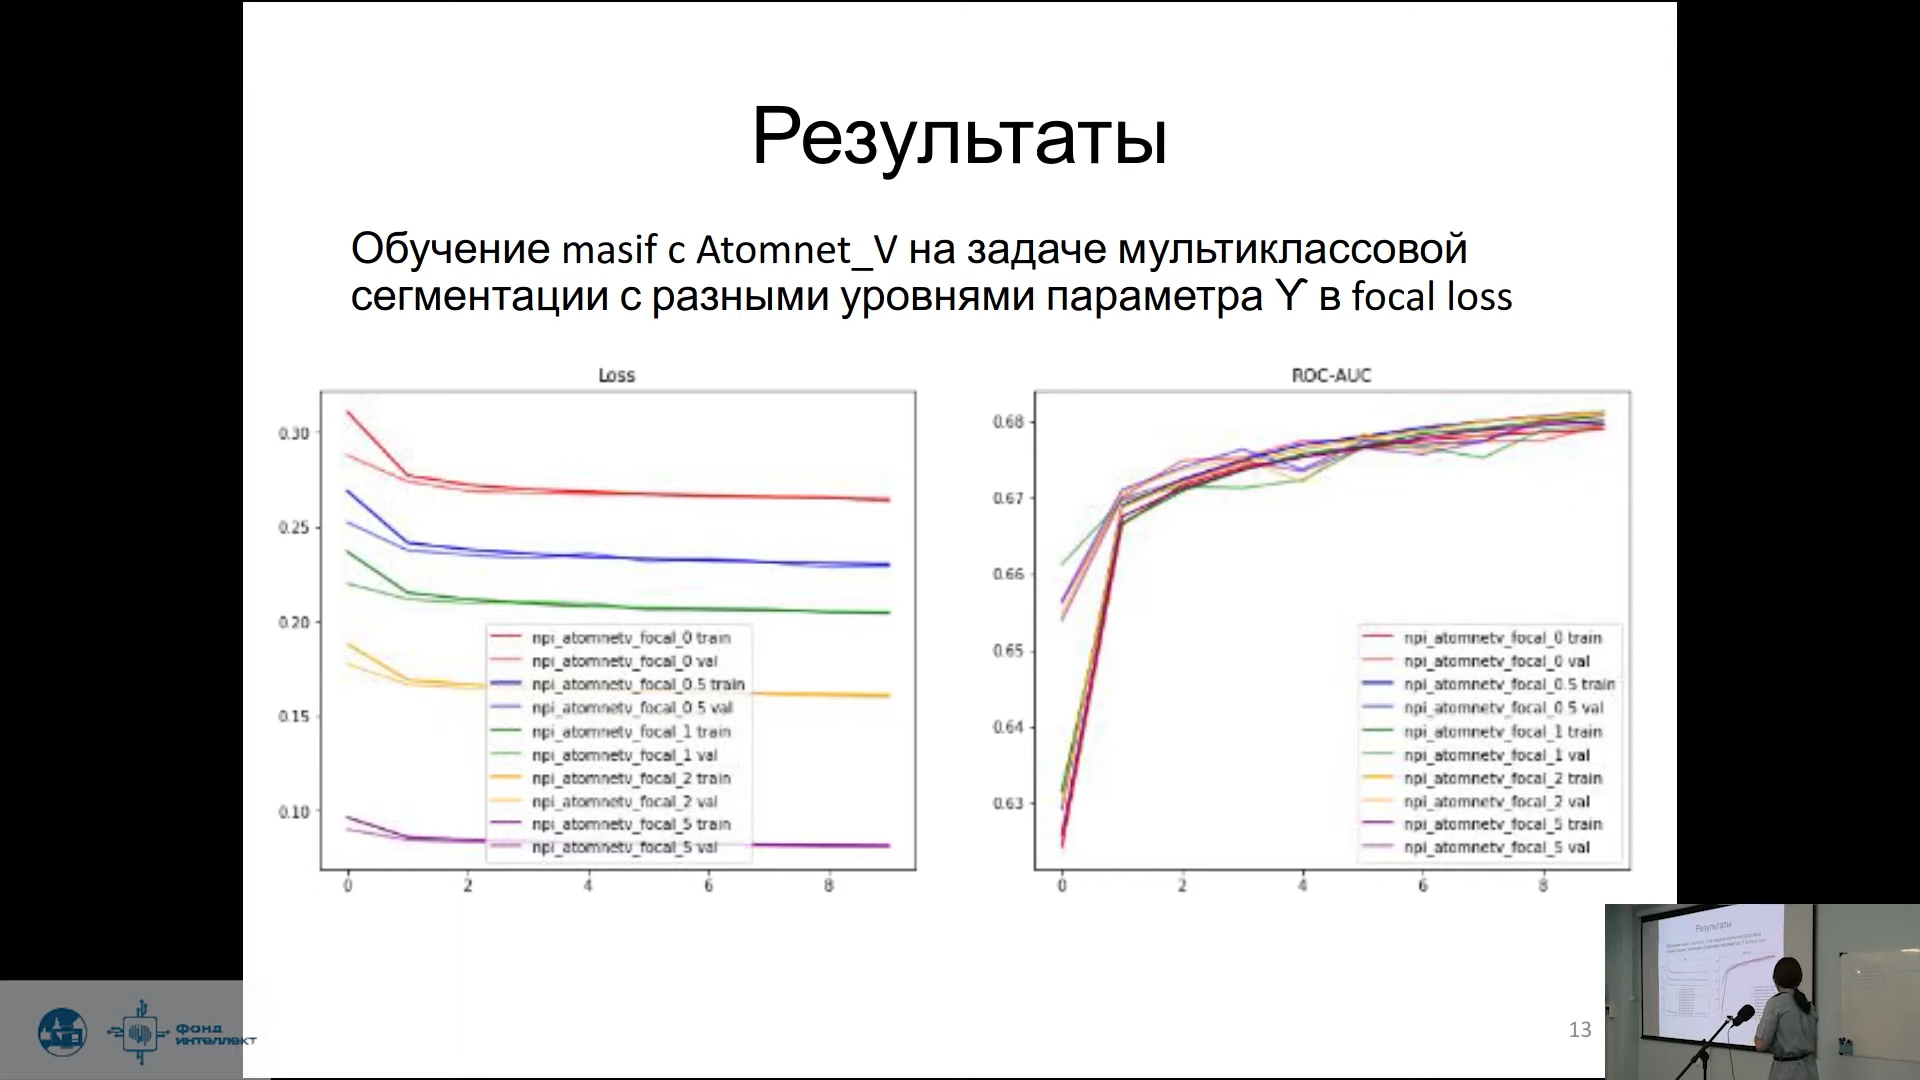 Результаты
Обучение masif с Atomnet_V на задаче мультиклассовой
сегментации с разными уровнями параметра ϒ в focal loss
Loss
0.30
0.25
0.20
0.15
0.10
0 2 4 6 8
npi_atomnetv_focal_0 train
npi_atomnetv_focal_0 val
npi_atomnetv_focal_0.5 train
npi_atomnetv_focal_0.5 val
npi_atomnetv_focal_1 train
npi_atomnetv_focal_1 val
npi_atomnetv_focal_2 train
npi_atomnetv_focal_2 val
npi_atomnetv_focal_5 train
npi_atomnetv_focal_5 val
ROC-AUC
0.68
0.67
0.66
0.65
0.64
0.63
0 2 4 6 8
npi_atomnetv_focal_0 train
npi_atomnetv_focal_0 val
npi_atomnetv_focal_0.5 train
npi_atomnetv_focal_0.5 val
npi_atomnetv_focal_1 train
npi_atomnetv_focal_1 val
npi_atomnetv_focal_2 train
npi_atomnetv_focal_2 val
npi_atomnetv_focal_5 train
npi_atomnetv_focal_5 val
13
фонд
интеллект
Результаты